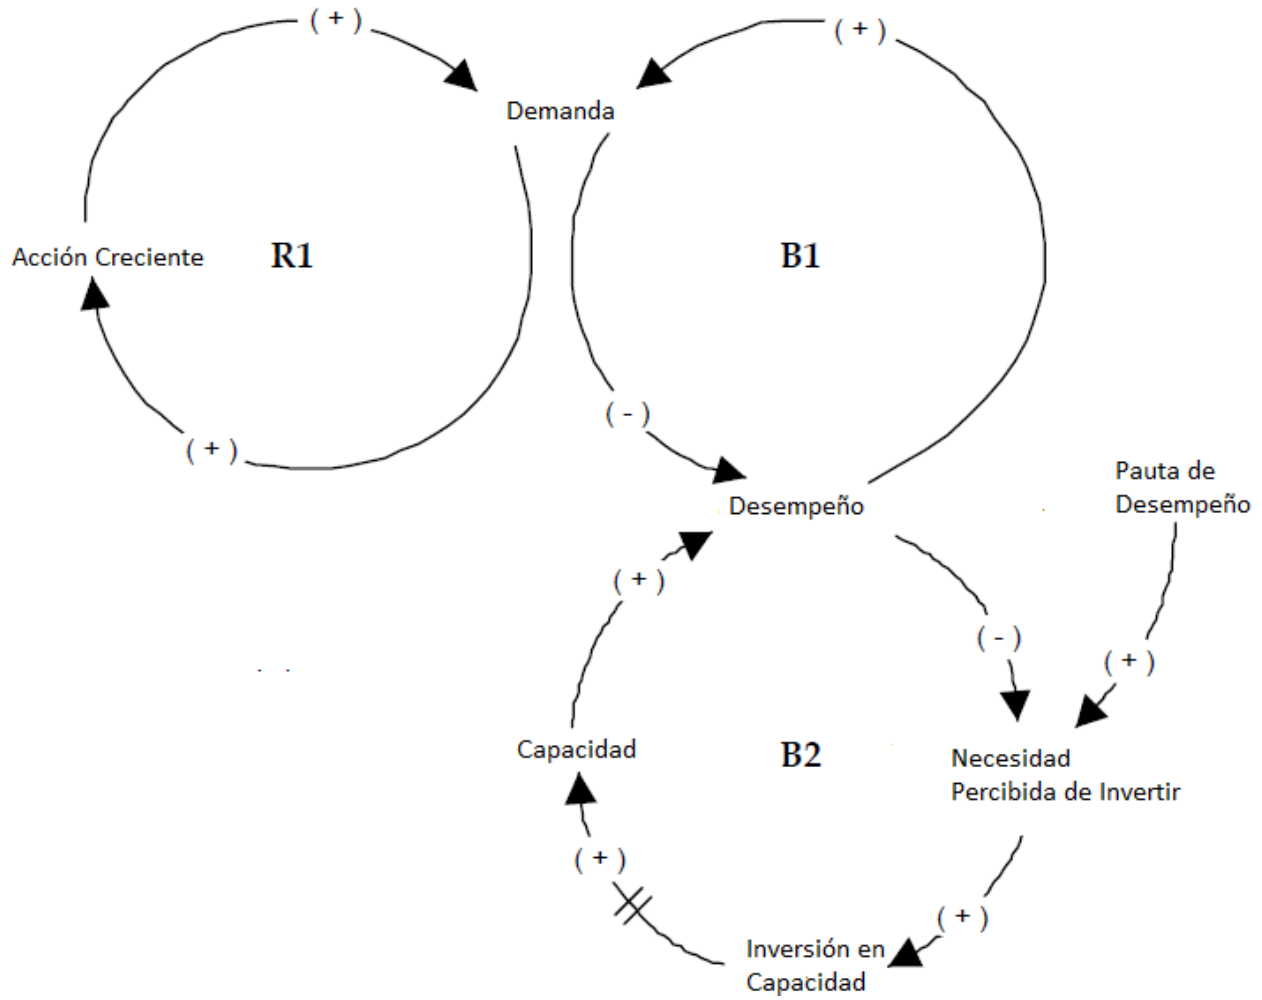 ( + )
( + )
Demanda
Acción Creciente
R1
B1
( - )
( + )
Pauta de
Desempeño
Desempeño
( + )
( - )
( + )
Capacidad
B2
Necesidad
Percibida de Invertir
( + )
( + )
Inversión en
Capacidad